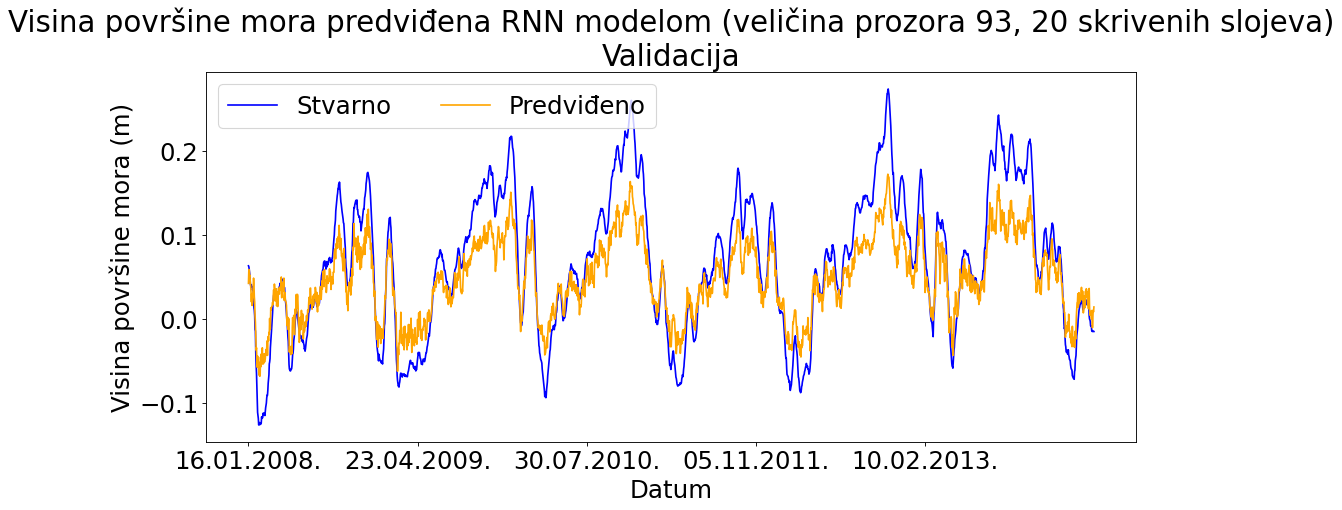 Visina površine mora predviđena RNN modelom (veličina prozora 93, 20 skrivenih slojeva)
Validacija
Stvarno Predviđeno
Visina površine mora (m)
0.2
0.1
0.0
−0.1
16.01.2008. 23.04.2009. 30.07.2010. 05.11.2011. 10.02.2013.
Datum